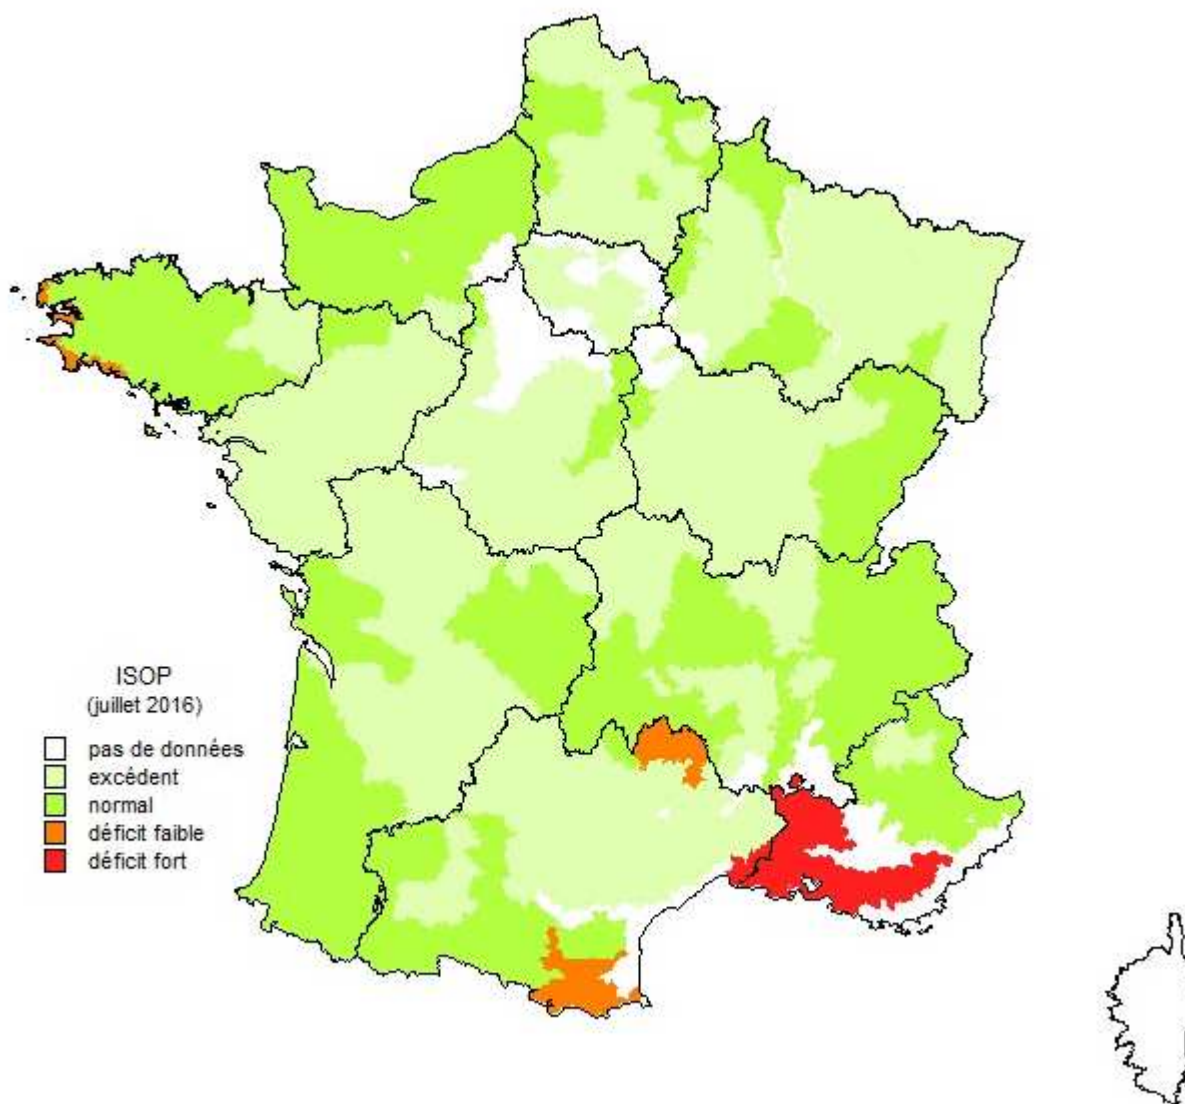 ISOP
(juillet 2016)
pas de données
excédent
normal
déficit faible
déficit fort